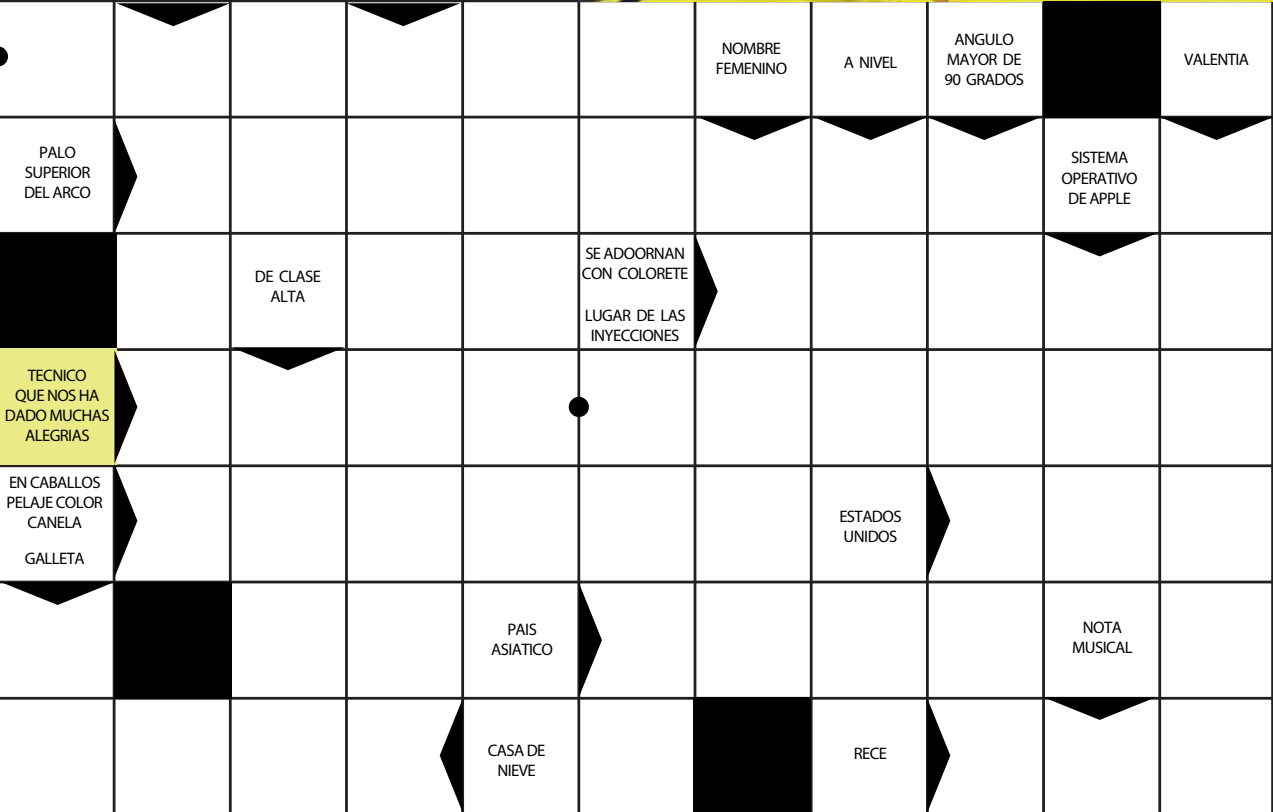 NOMBRE
FEMENINO
A NIVEL
ANGULO
MAYOR DE
90 GRADOS
VALENTIA
PALO
SUPERIOR
DEL ARCO
SISTEMA
OPERATIVO
DE APPLE
DE CLASE
ALTA
SE ADOORNAN
CON COLORETE
LUGAR DE LAS
INYECCIONES
TECNICO
QUE NOS HA
DADO MUCHAS
ALEGRIAS
EN CABALLOS
PELAJE COLOR
CANELA
GALLETA
ESTADOS
UNIDOS
PAIS
ASIATICO
NOTA
MUSICAL
CASA DE
NIEVE
RECE